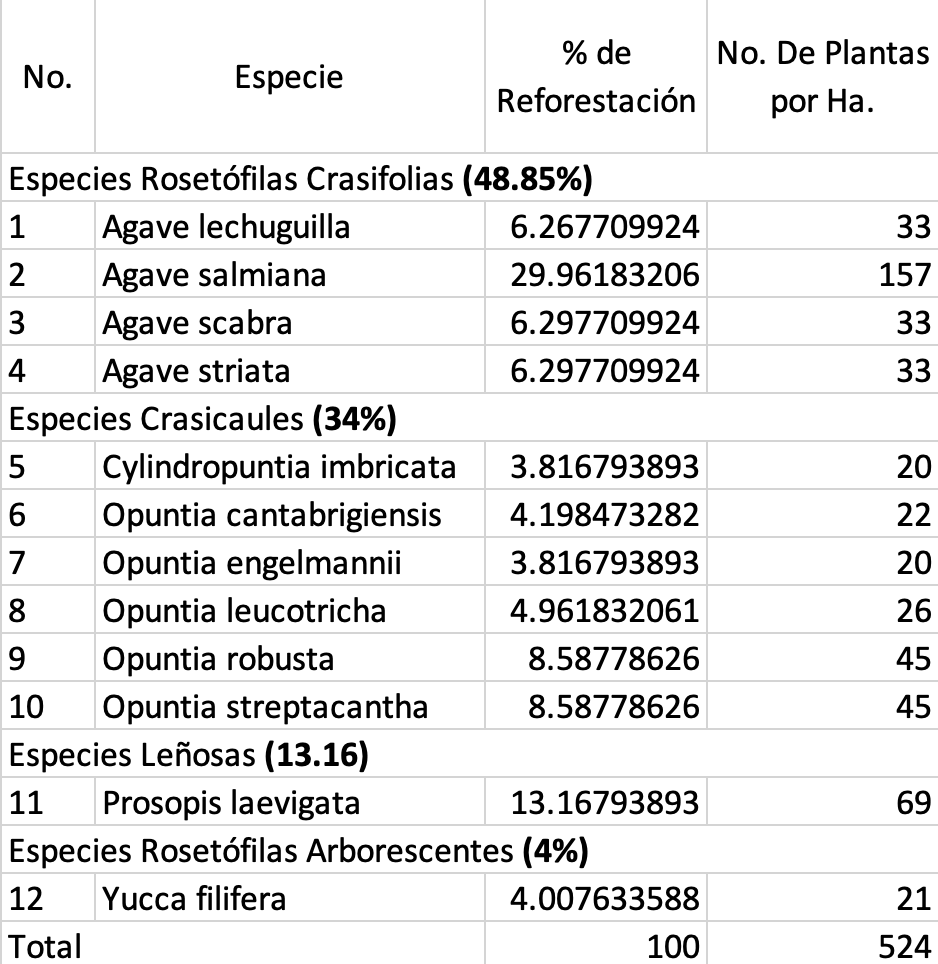 No. Especie % de Reforestación No. De Plantas por Ha.
Especies Rosetófilas Crasifolias (48.85%)
1 Agave lechuguilla 6.267709924 33
2 Agave salmiana 29.96183206 157
3 Agave scabra 6.297709924 33
4 Agave striata 6.297709924 33
Especies Crasicaules (34%)
5 Cylindropuntia imbricata 3.816793893 20
6 Opuntia cantabrigiensis 4.198473282 22
7 Opuntia engelmannii 3.816793893 20
8 Opuntia leucotricha 4.961832061 26
9 Opuntia robusta 8.58778626 45
10 Opuntia streptacantha 8.58778626 45
Especies Leñosas (13.16)
11 Prosopis laevigata 13.16793893 69
Especies Rosetófilas Arborescentes (4%)
12 Yucca filifera 4.007633588 21
Total 100 524